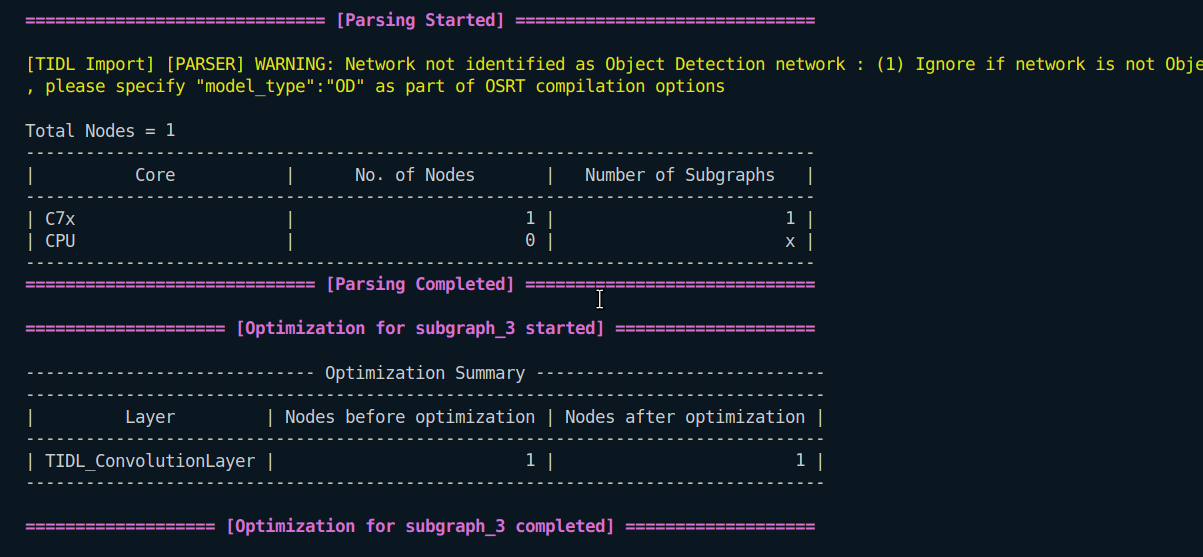 ============================== [Parsing Started] ==============================
[TIDL Import] [PARSER] WARNING: Network not identified as Object Detection network : (1) Ignore if network is not Obje
, please specify "model_type":"OD" as part of OSRT compilation options
Total Nodes = 1
-------------------------------------------------------------------------------
|          Core           |      No. of Nodes       |   Number of Subgraphs   |
-------------------------------------------------------------------------------
| C7x                     |                       1 |                       1 |
| CPU                     |                       0 |                       x |
-------------------------------------------------------------------------------
============================= [Parsing Completed] =============================
==================== [Optimization for subgraph_3 started] ====================
----------------------------- Optimization Summary -----------------------------
--------------------------------------------------------------------------------
|         Layer         | Nodes before optimization | Nodes after optimization |
--------------------------------------------------------------------------------
| TIDL_ConvolutionLayer |                         1 |                        1 |
--------------------------------------------------------------------------------
=================== [Optimization for subgraph_3 completed] ===================